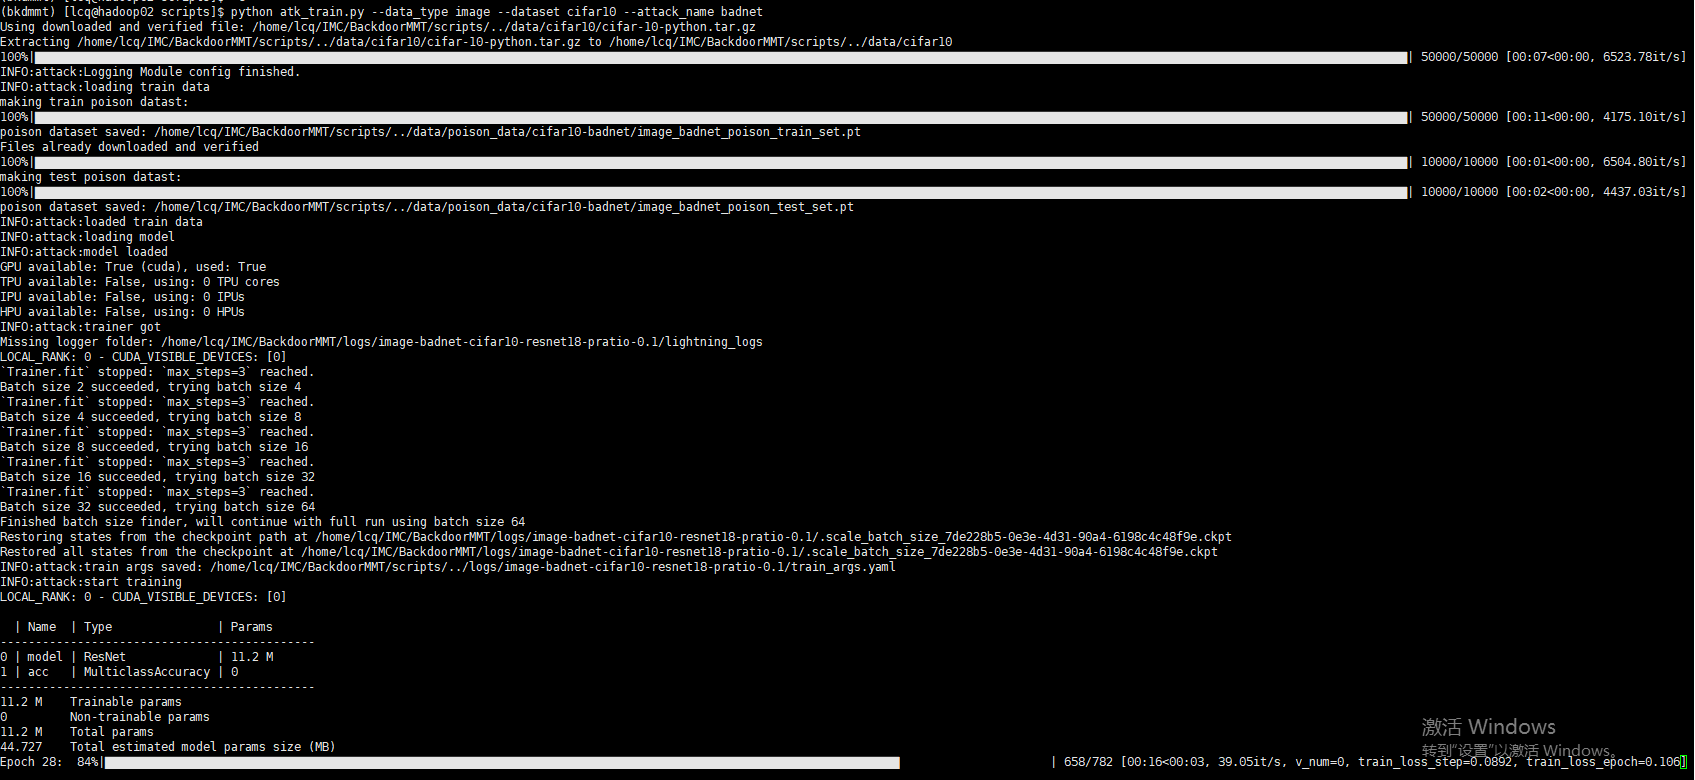 (bkdmmt) [lcq@hadoop02 scripts]$ python atk_train.py --data_type image --dataset cifar10 --attack_name badnet
Using downloaded and verified file: /home/lcq/IMC/BackdoorMMT/scripts/../data/cifar10/cifar-10-python.tar.gz
Extracting /home/lcq/IMC/BackdoorMMT/scripts/../data/cifar10/cifar-10-python.tar.gz to /home/lcq/IMC/BackdoorMMT/scripts/../data/cifar10
100%| | 50000/50000 [00:07<00:00, 6523.78it/s]
INFO:attack:Logging Module config finished.
INFO:attack:loading train data
making train poison datast:
100%| | 50000/50000 [00:11<00:00, 4175.10it/s]
poison dataset saved: /home/lcq/IMC/BackdoorMMT/scripts/../data/poison_data/cifar10-badnet/image_badnet_poison_train_set.pt
Files already downloaded and verified
100%| | 10000/10000 [00:01<00:00, 6504.80it/s]
making test poison datast:
100%| | 10000/10000 [00:02<00:00, 4437.03it/s]
poison dataset saved: /home/lcq/IMC/BackdoorMMT/scripts/../data/poison_data/cifar10-badnet/image_badnet_poison_test_set.pt
INFO:attack:loaded train data
INFO:attack:loading model
INFO:attack:model loaded
GPU available: True (cuda), used: True
TPU available: False, using: 0 TPU cores
IPU available: False, using: 0 IPUs
HPU available: False, using: 0 HPUs
INFO:attack:trainer got
Missing logger folder: /home/lcq/IMC/BackdoorMMT/logs/image-badnet-cifar10-resnet18-pratio-0.1/lightning_logs
LOCAL_RANK: 0 - CUDA_VISIBLE_DEVICES: [0]
`Trainer.fit` stopped: `max_steps=3` reached.
Batch size 2 succeeded, trying batch size 4
`Trainer.fit` stopped: `max_steps=3` reached.
Batch size 4 succeeded, trying batch size 8
`Trainer.fit` stopped: `max_steps=3` reached.
Batch size 8 succeeded, trying batch size 16
`Trainer.fit` stopped: `max_steps=3` reached.
Batch size 16 succeeded, trying batch size 32
`Trainer.fit` stopped: `max_steps=3` reached.
Batch size 32 succeeded, trying batch size 64
Finished batch size finder, will continue with full run using batch size 64
Restoring states from the checkpoint path at /home/lcq/IMC/BackdoorMMT/logs/image-badnet-cifar10-resnet18-pratio-0.1/.scale_batch_size_7de228b5-0e3e-4d31-90a4-6198c4c48f9e.ckpt
Restored all states from the checkpoint at /home/lcq/IMC/BackdoorMMT/logs/image-badnet-cifar10-resnet18-pratio-0.1/.scale_batch_size_7de228b5-0e3e-4d31-90a4-6198c4c48f9e.ckpt
INFO:attack:train args saved: /home/lcq/IMC/BackdoorMMT/scripts/../logs/image-badnet-cifar10-resnet18-pratio-0.1/train_args.yaml
INFO:attack:start training
LOCAL_RANK: 0 - CUDA_VISIBLE_DEVICES: [0]
| Name | Type | Params
---------------------------------------------
0 | model | ResNet | 11.2 M
1 | acc | MulticlassAccuracy | 0
---------------------------------------------
11.2 M Trainable params
0 Non-trainable params
11.2 M Total params
44.727 Total estimated model params size (MB)
激活 Windows
转到“设置”以激活 Windows。
Epoch 28: 84%| | 658/782 [00:16<00:03, 39.05it/s, v_num=0, train_loss_step=0.0892, train_loss_epoch=0.106]